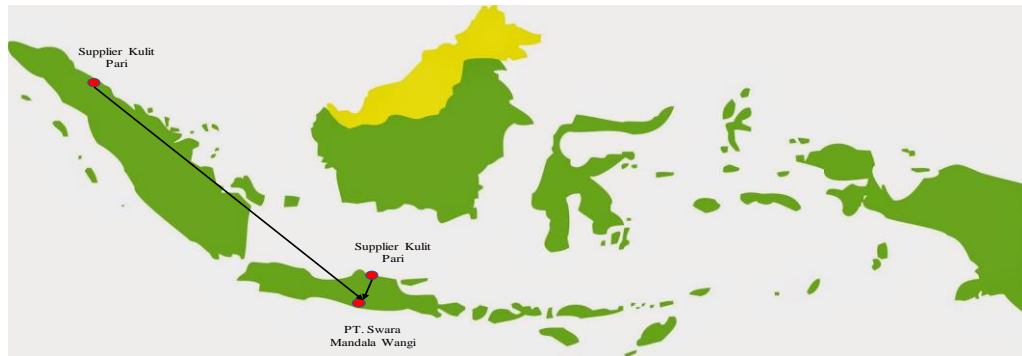 Supplier Kulit
Pari
Supplier Kulit
Pari
PT. Swara
Mandala Wangi